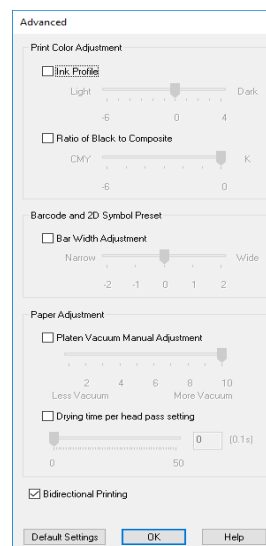 Advanced
Print Color Adjustment
Ink Profile
Light Dark
-6 0 4
Ratio of Black to Composite
CMY K
-6 0
Barcode and 2D Symbol Preset
Bar Width Adjustment
Narrow Wide
-2 -1 0 1 2
Paper Adjustment
Platen Vacuum Manual Adjustment
2 4 6 8 10
Less Vacuum More Vacuum
Drying time per head pass setting
0 (0.1s)
0 50
Bidirectional Printing
Default Settings OK Help